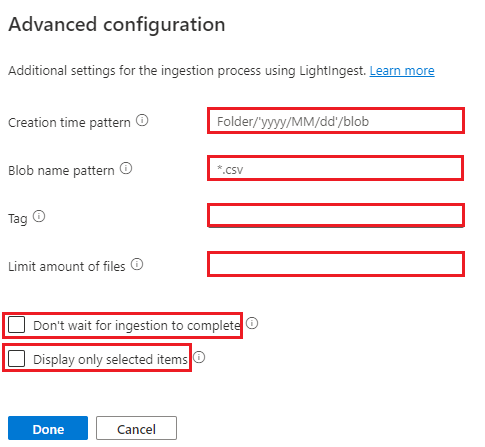 Advanced configuration
Additional settings for the ingestion process using LightIngest. Learn more
Creation time pattern
Folder/'yyyy/MM/dd'/blob
Blob name pattern
*.csv
Tag
Limit amount of files
Don't wait for ingestion to complete
Display only selected items
Done Cancel